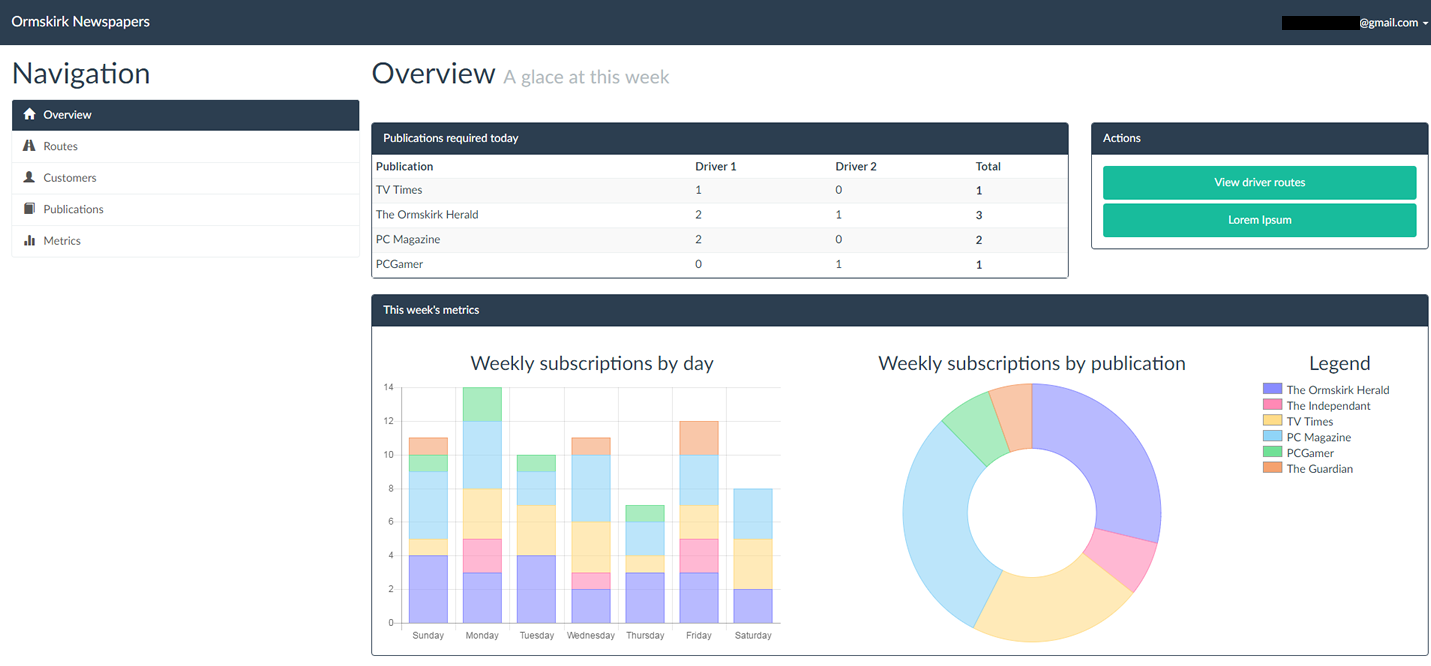 Ormskirk Newspapers
@gmail.com
Navigation
Overview
Routes
Customers
Publications
Metrics
Overview A glace at this week
Publications required today
Publication Driver 1 Driver 2 Total
TV Times 1 0 1
The Ormskirk Herald 2 1 3
PC Magazine 2 0 2
PCGamer 0 1 1
Actions
View driver routes
Lorem Ipsum
This week's metrics
Weekly subscriptions by day
14
12
10
8
6
4
2
0
Sunday Monday Tuesday Wednesday Thursday Friday Saturday
Weekly subscriptions by publication
Legend
The Ormskirk Herald
The Independant
TV Times
PC Magazine
PCGamer
The Guardian